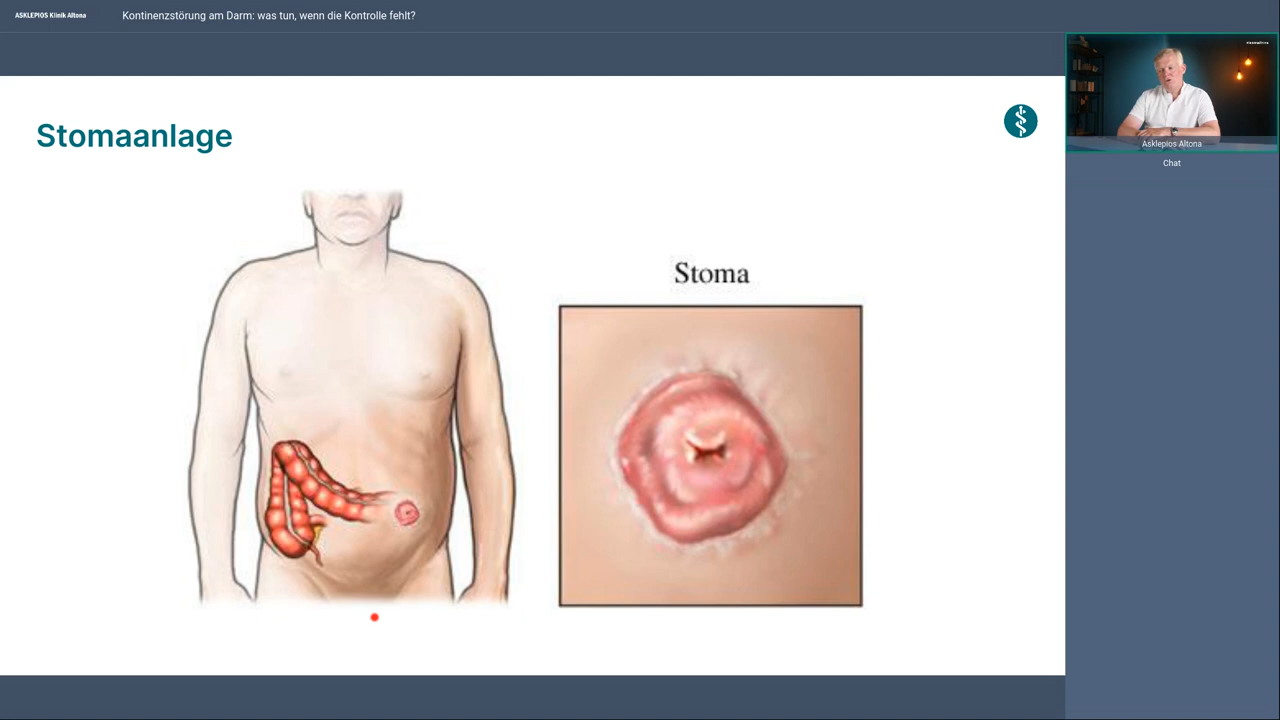 ASKLEPIOS Klinik Altona
Kontinenzstörung am Darm: was tun, wenn die Kontrolle fehlt?
Stomaanlage
Stoma
Asklepios Altona
Chat